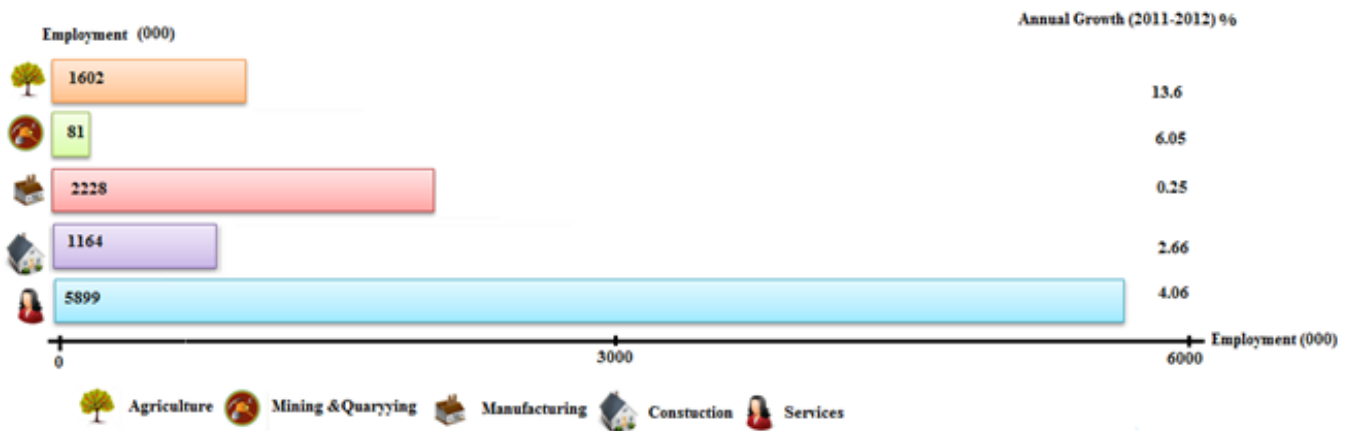 Annual Growth (2011-2012) %
Employment (000)
1602
13.6
81
6.05
2228
0.25
1164
2.66
5899
4.06
0
3000
6000
Employment (000)
Agriculture
Mining &Quaryying
Manufacturing
Constuction
Services